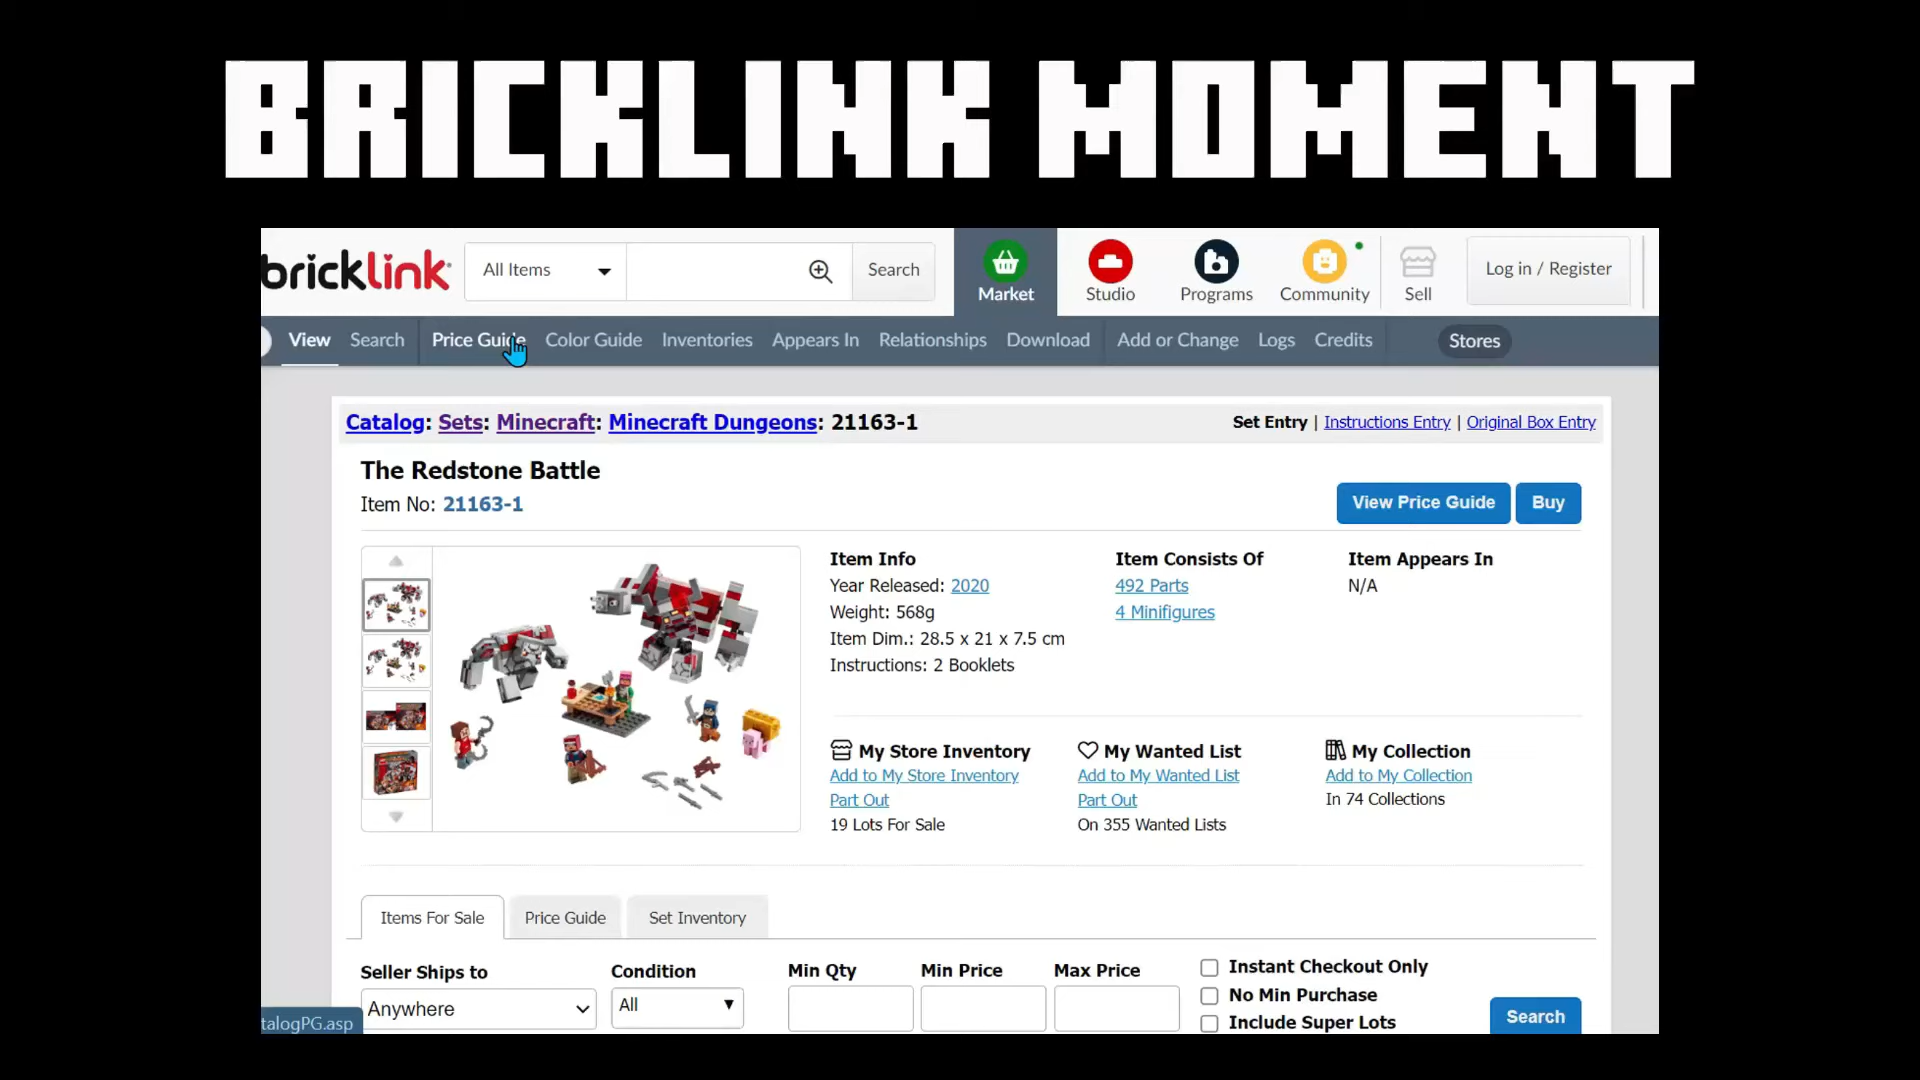 BRICKLINK MOMENT
bricklink
All Items
Search
Market
Studio
Programs
Community
Sell
Log in / Register
View
Search
Price Guide
Color Guide
Inventories
Appears In
Relationships
Download
Add or Change
Logs
Credits
Stores
Catalog: Sets: Minecraft: Minecraft Dungeons: 21163-1
Set Entry | Instructions Entry | Original Box Entry
The Redstone Battle
Item No: 21163-1
View Price Guide
Buy
Item Info
Year Released: 2020
Weight: 568g
Item Dim.: 28.5 x 21 x 7.5 cm
Instructions: 2 Booklets
Item Consists Of
492 Parts
4 Minifigures
Item Appears In
N/A
My Store Inventory
Add to My Store Inventory
Part Out
19 Lots For Sale
My Wanted List
Add to My Wanted List
Part Out
On 355 Wanted Lists
My Collection
Add to My Collection
In 74 Collections
Items For Sale
Price Guide
Set Inventory
Seller Ships to
Anywhere
Condition
All
Min Qty
Min Price
Max Price
Instant Checkout Only
No Min Purchase
Include Super Lots
Search
talogPG.asp